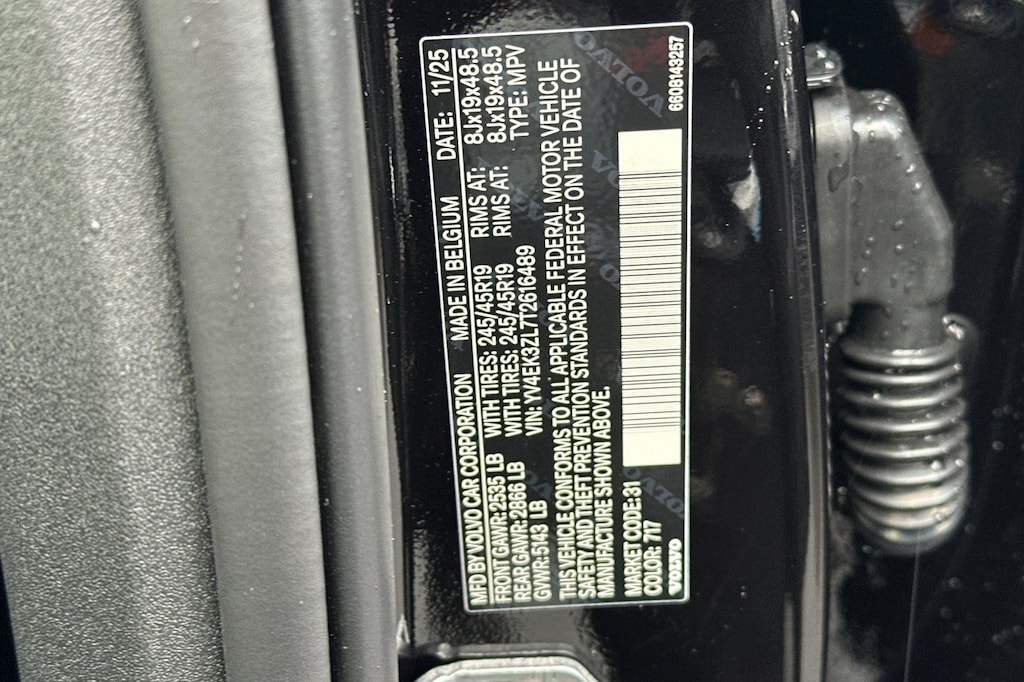 MFD BY VOLVO CAR CORPORATION MADE IN BELGIUM DATE: 11/25
FRONT GAWR: 2535 LB WITH TIRES: 245/45R19 RIMS AT: 8Jx19x48.5
REAR GAWR: 2866 LB WITH TIRES: 245/45R19 RIMS AT: 8Jx19x48.5
GVWR: 5143 LB VIN: YV4EK3ZL7T2616489 TYPE: MPV
THIS VEHICLE CONFORMS TO ALL APPLICABLE FEDERAL MOTOR VEHICLE
SAFETY AND THEFT PREVENTION STANDARDS IN EFFECT ON THE DATE OF
MANUFACTURE SHOWN ABOVE.
MARKET CODE: 31
COLOR: 717
VOLVO
6608143257